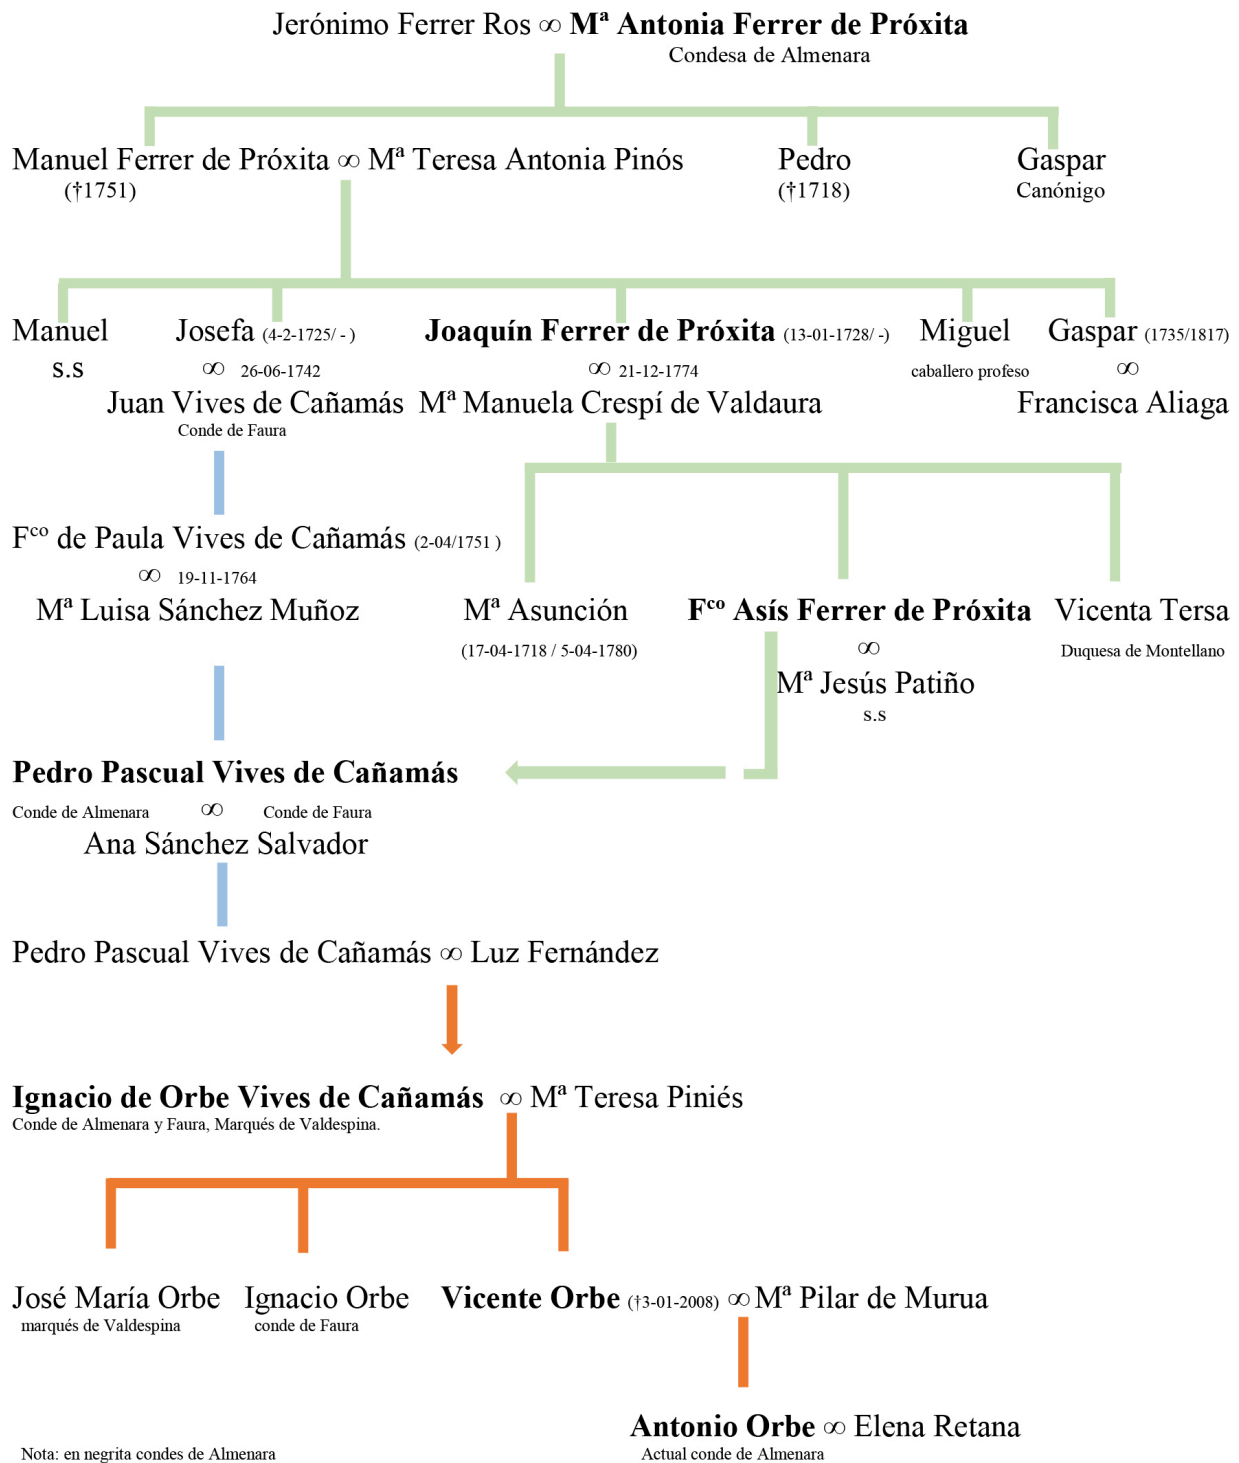 Jerónimo Ferrer Ros ∞ Mª Antonia Ferrer de Próxita
Condesa de Almenara
Manuel Ferrer de Próxita ∞ Mª Teresa Antonia Pinós Pedro Gaspar
(†1751) (†1718) Canónigo
Manuel Josefa (4-2-1725/ - ) Joaquín Ferrer de Próxita (13-01-1728/ -) Miguel Gaspar (1735/1817)
s.s ∞ 26-06-1742 ∞ 21-12-1774 caballero profeso ∞
Juan Vives de Cañamás Mª Manuela Crespí de Valdaura Francisca Aliaga
Conde de Faura
Fco de Paula Vives de Cañamás (2-04/1751 )
∞ 19-11-1764
Mª Luisa Sánchez Muñoz Mª Asunción Fco Asís Ferrer de Próxita Vicenta Tersa
(17-04-1718 / 5-04-1780) ∞ Duquesa de Montellano
Mª Jesús Patiño
s.s
Pedro Pascual Vives de Cañamás
Conde de Almenara ∞ Conde de Faura
Ana Sánchez Salvador
Pedro Pascual Vives de Cañamás ∞ Luz Fernández
Ignacio de Orbe Vives de Cañamás ∞ Mª Teresa Piniés
Conde de Almenara y Faura, Marqués de Valdespina.
José María Orbe Ignacio Orbe Vicente Orbe (†3-01-2008) ∞ Mª Pilar de Murua
marqués de Valdespina conde de Faura
Antonio Orbe ∞ Elena Retana
Nota: en negrita condes de Almenara Actual conde de Almenara